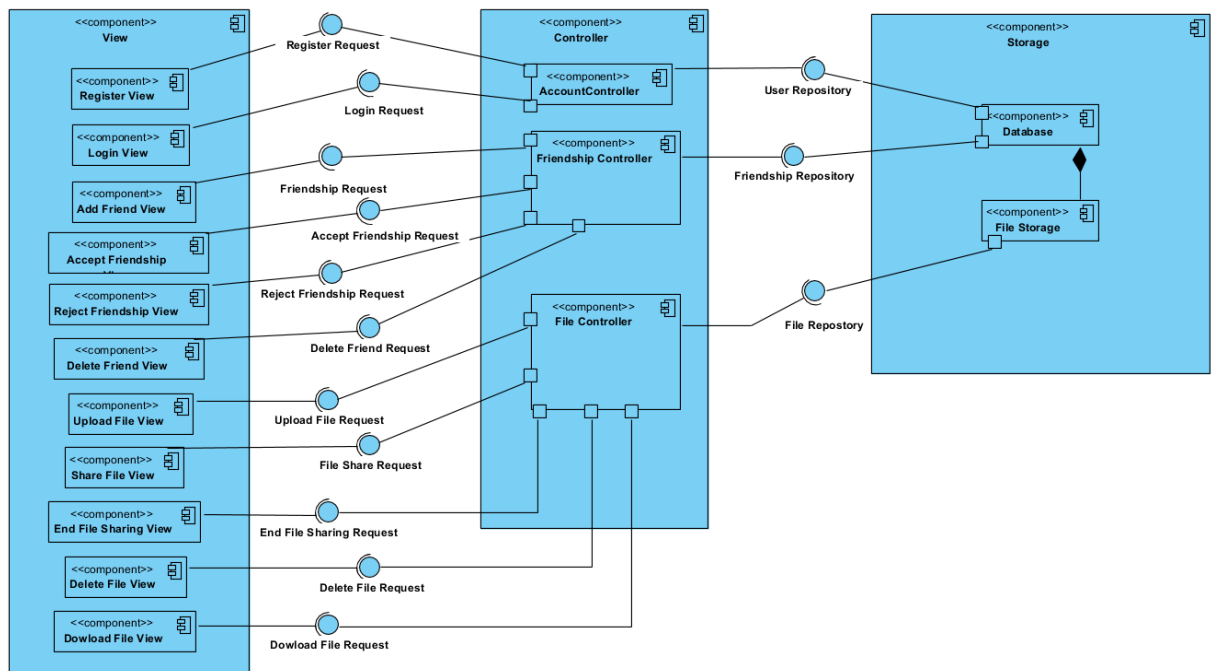 <<component>>
View
<<component>>
Register View
<<component>>
Login View
<<component>>
Add Friend View
<<component>>
Accept Friendship
<<component>>
Reject Friendship View
<<component>>
Delete Friend View
<<component>>
Upload File View
<<component>>
Share File View
<<component>>
End File Sharing View
<<component>>
Delete File View
<<component>>
Dowload File View
Register Request
Login Request
Friendship Request
Accept Friendship Request
Reject Friendship Request
Delete Friend Request
Upload File Request
File Share Request
End File Sharing Request
Delete File Request
Dowload File Request
<<component>>
Controller
<<component>>
AccountController
<<component>>
Friendship Controller
<<component>>
File Controller
User Repository
Friendship Repository
File Repostory
<<component>>
Storage
<<component>>
Database
<<component>>
File Storage